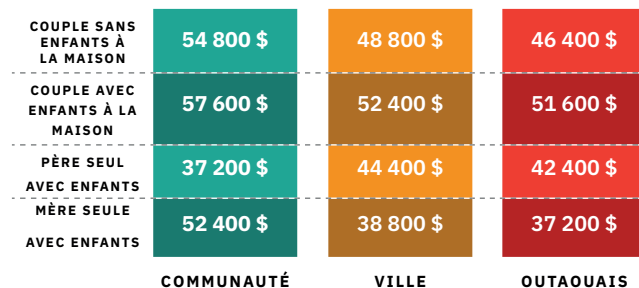 COUPLE SANS
ENFANTS À
LA MAISON
54 800 $
48 800 $
46 400 $
COUPLE AVEC
ENFANTS À LA
MAISON
57 600 $
52 400 $
51 600 $
PÈRE SEUL
AVEC ENFANTS
37 200 $
44 400 $
42 400 $
MÈRE SEULE
AVEC ENFANTS
52 400 $
38 800 $
37 200 $
COMMUNAUTÉ
VILLE
OUTAOUAIS